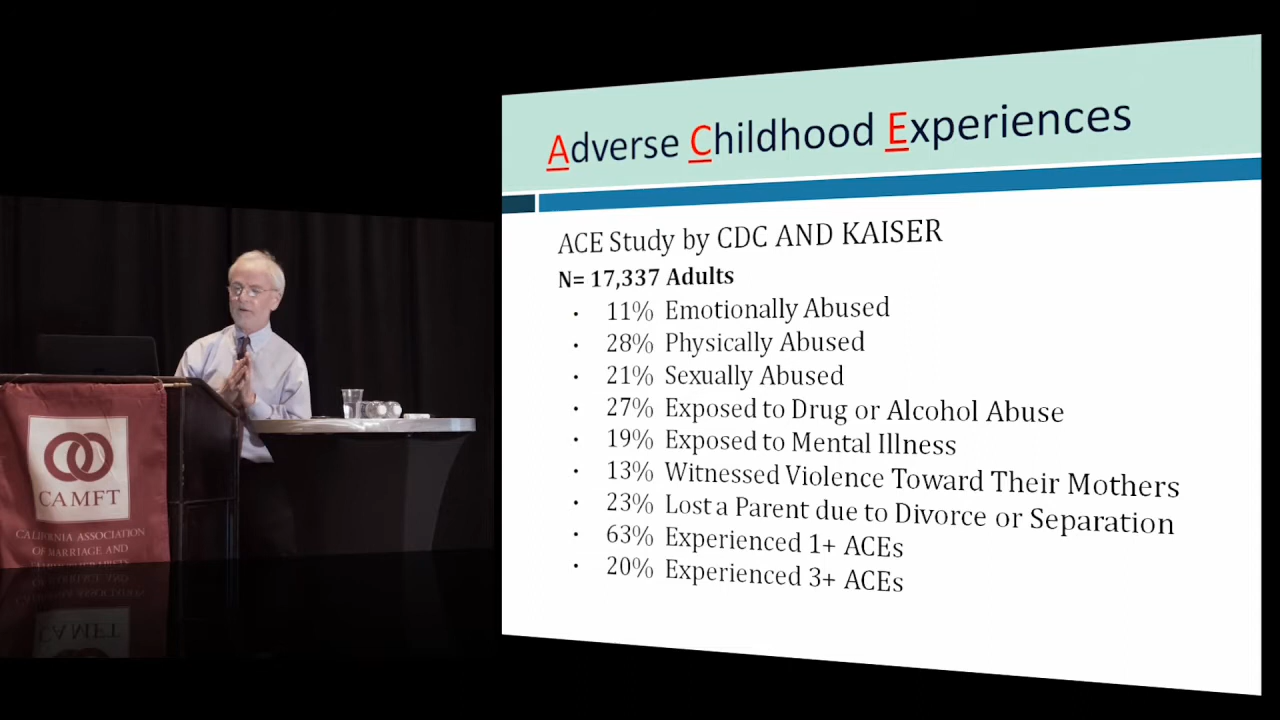 Adverse Childhood Experiences
ACE Study by CDC AND KAISER
N= 17,337 Adults
• 11% Emotionally Abused
• 28% Physically Abused
• 21% Sexually Abused
• 27% Exposed to Drug or Alcohol Abuse
• 19% Exposed to Mental Illness
• 13% Witnessed Violence Toward Their Mothers
• 23% Lost a Parent due to Divorce or Separation
• 63% Experienced 1+ ACEs
• 20% Experienced 3+ ACEs
CAMFT
CALIFORNIA ASSOCIATION
OF MARRIAGE AND